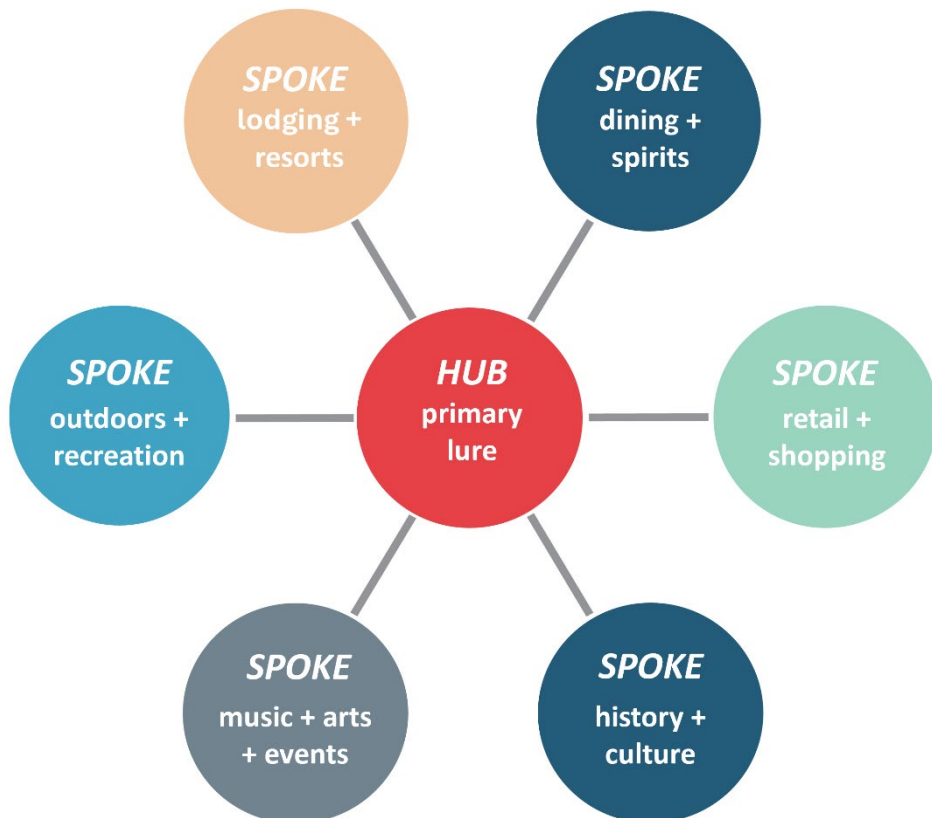 SPOKE
lodging +
resorts
SPOKE
dining +
spirits
SPOKE
outdoors +
recreation
HUB
primary
lure
SPOKE
retail +
shopping
SPOKE
music + arts
+ events
SPOKE
history +
culture